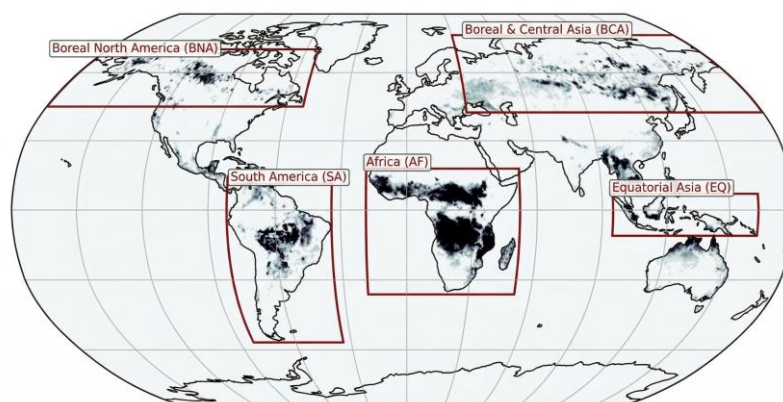 Boreal North America (BNA)
Boreal & Central Asia (BCA)
South America (SA)
Africa (AF)
Equatorial Asia (EQ)